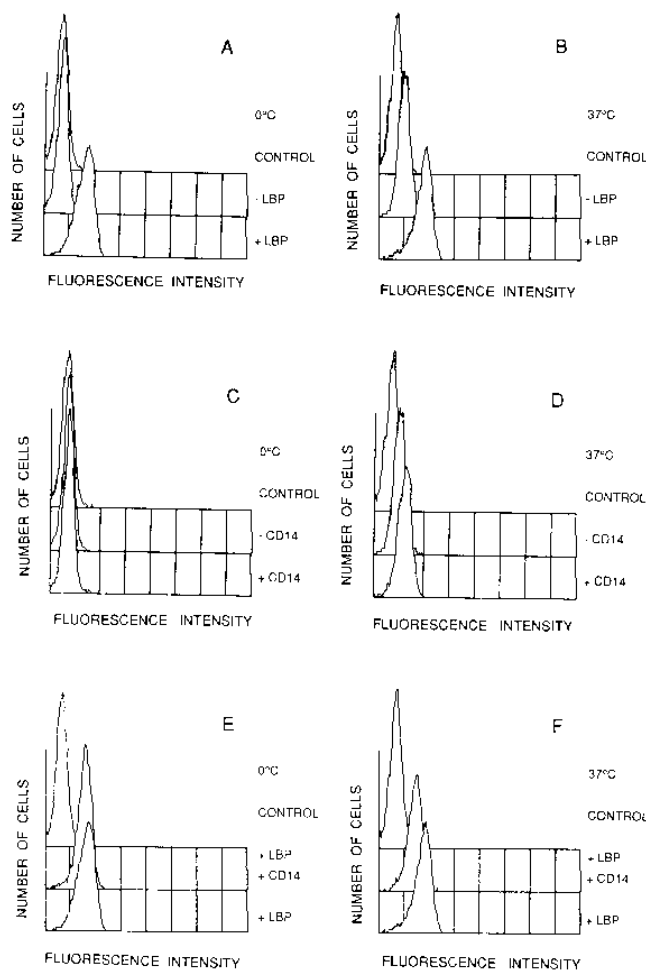 A
NUMBER OF CELLS
0°C
CONTROL
- LBP
+ LBP
FLUORESCENCE INTENSITY
B
NUMBER OF CELLS
37°C
CONTROL
- LBP
+ LBP
FLUORESCENCE INTENSITY
C
NUMBER OF CELLS
0°C
CONTROL
- CD14
+ CD14
FLUORESCENCE INTENSITY
D
NUMBER OF CELLS
37°C
CONTROL
- CD14
+ CD14
FLUORESCENCE INTENSITY
E
NUMBER OF CELLS
0°C
CONTROL
+ LBP
+ CD14
+ LBP
FLUORESCENCE INTENSITY
F
NUMBER OF CELLS
37°C
CONTROL
+ LBP
+ CD14
+ LBP
FLUORESCENCE INTENSITY